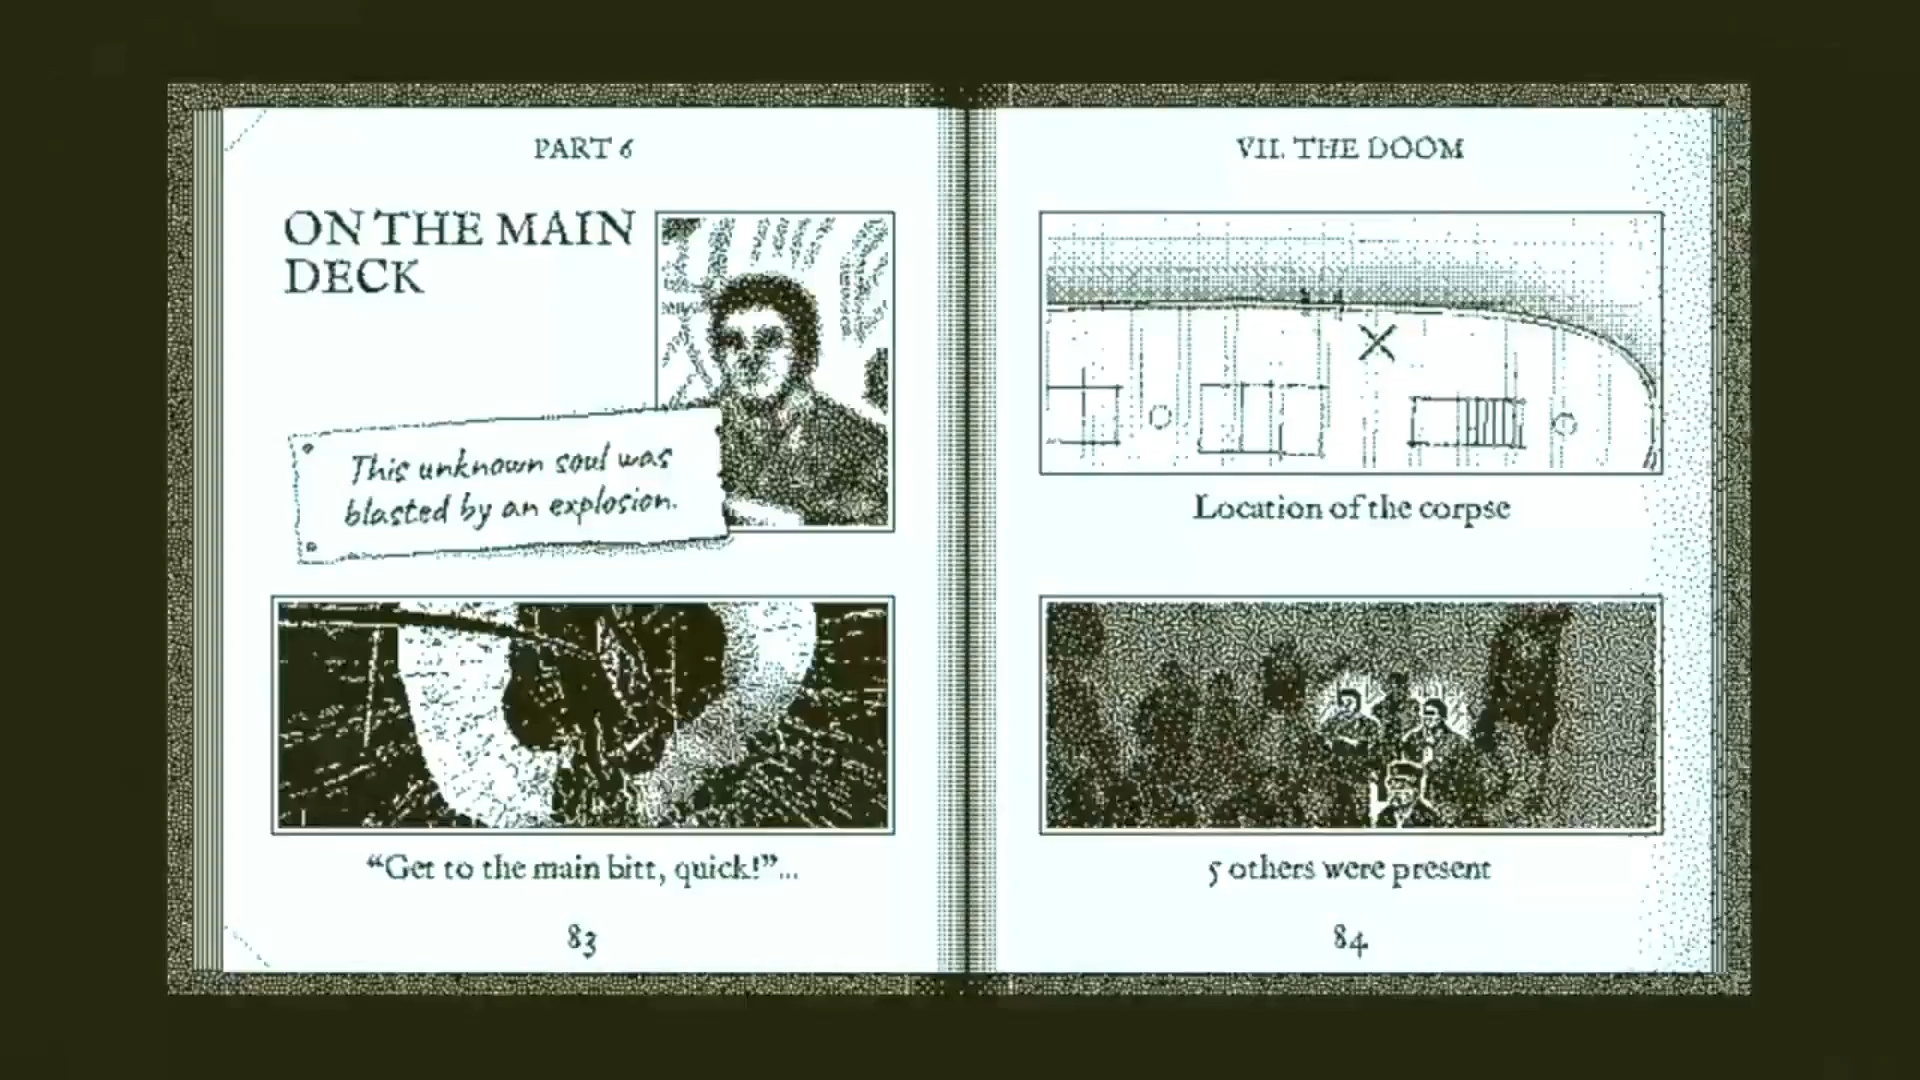 PART 6
ON THE MAIN
DECK
This unknown soul was
blasted by an explosion.
“Get to the main bitt, quick!”...
83
VII. THE DOOM
Location of the corpse
5 others were present
84